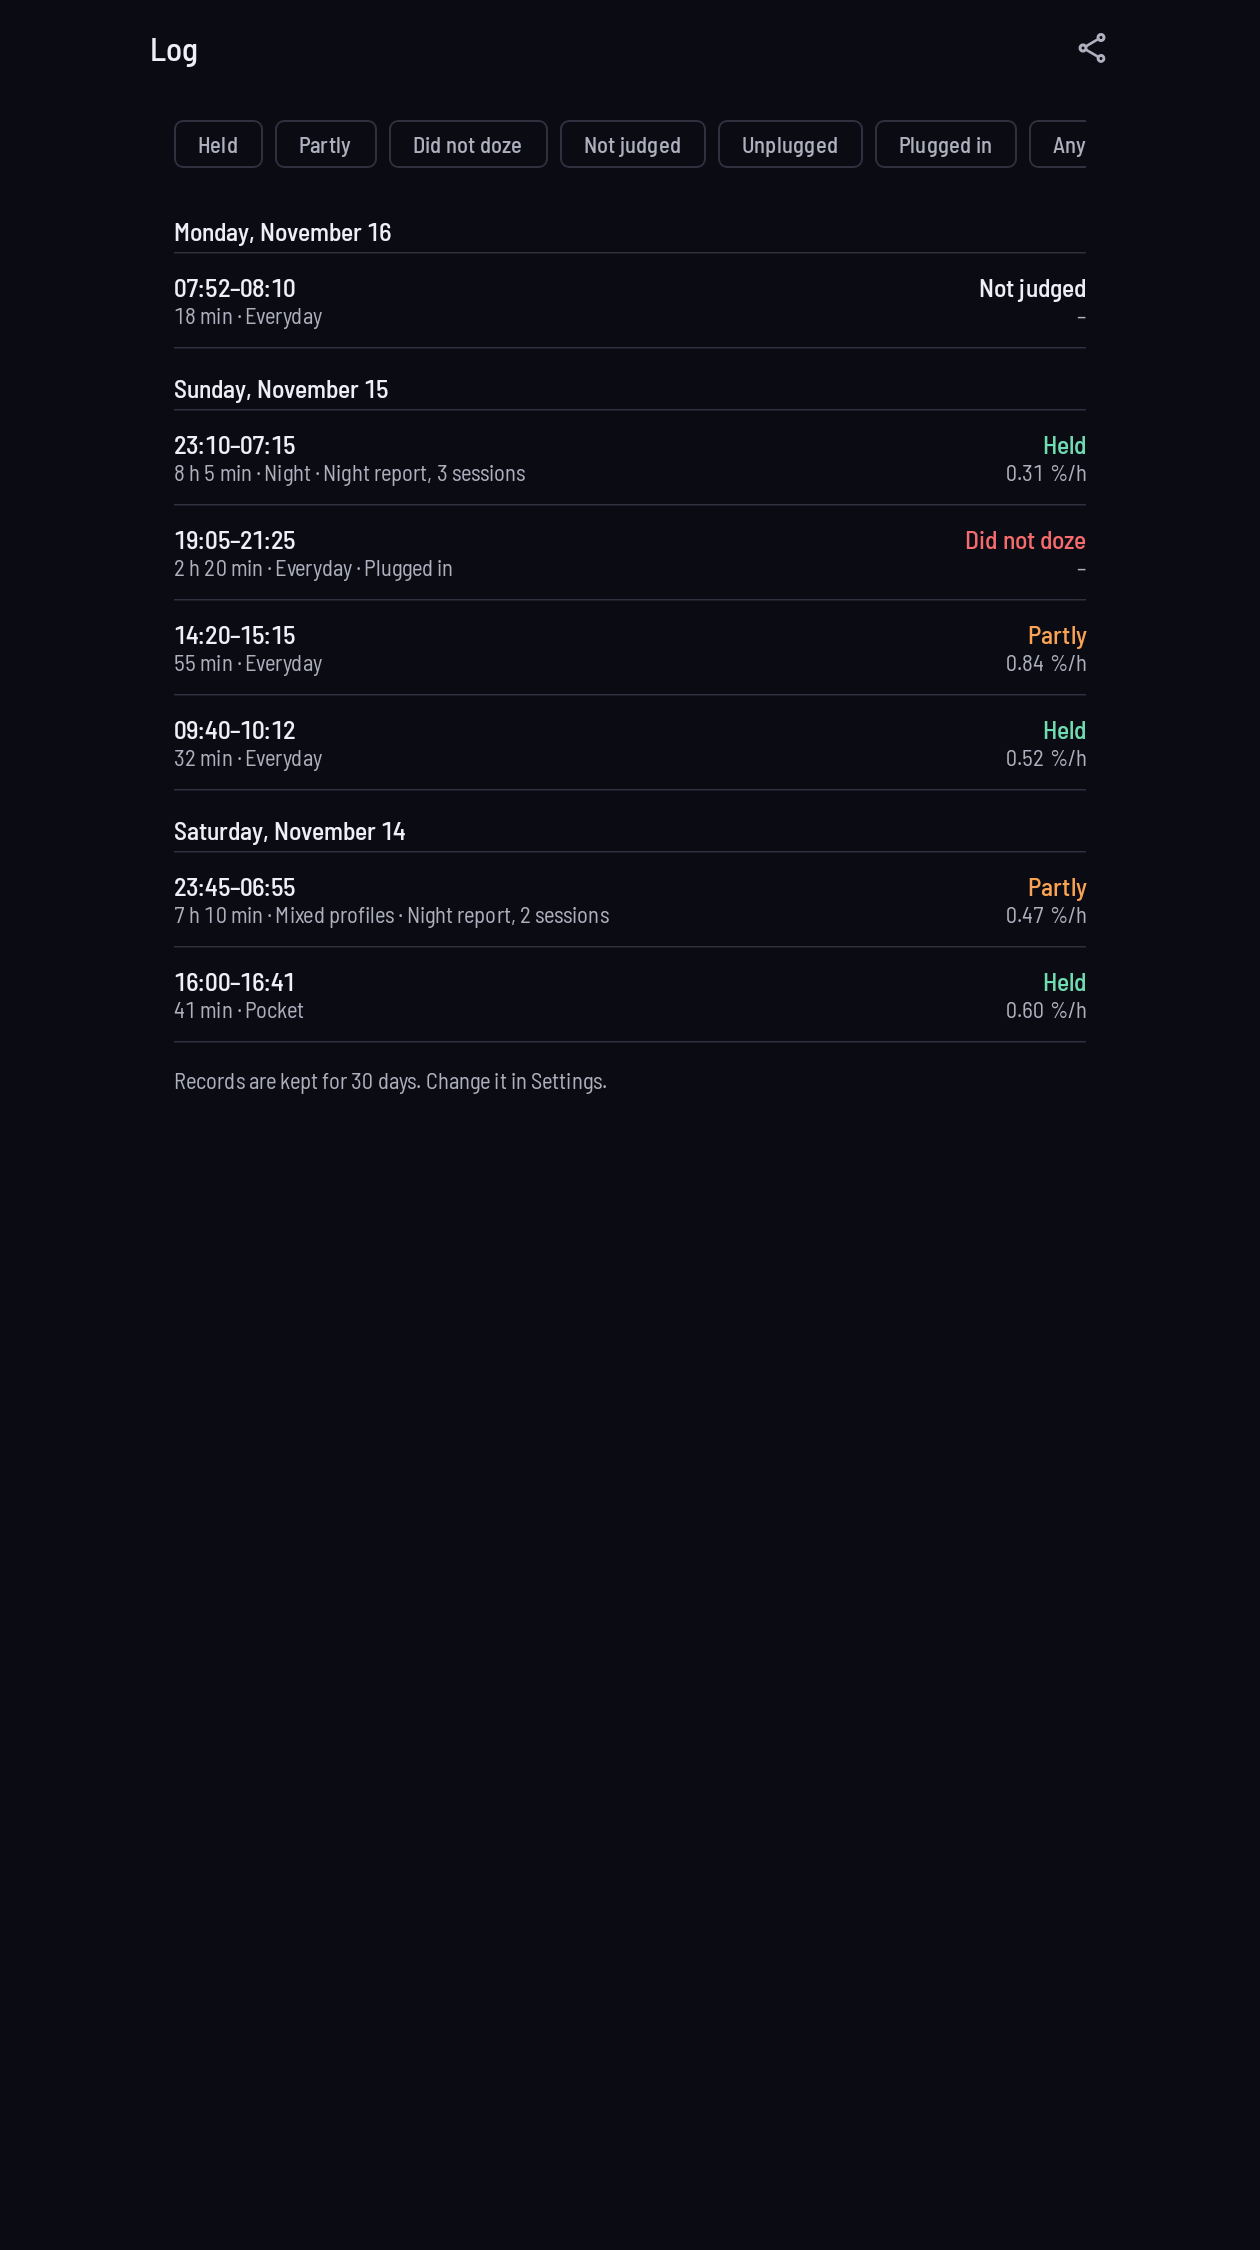 Log
Held Partly Did not doze Not judged Unplugged Plugged in Any
Monday, November 16
07:52–08:10 Not judged
18 min · Everyday –
Sunday, November 15
23:10–07:15 Held
8 h 5 min · Night · Night report, 3 sessions 0.31 %/h
19:05–21:25 Did not doze
2 h 20 min · Everyday · Plugged in –
14:20–15:15 Partly
55 min · Everyday 0.84 %/h
09:40–10:12 Held
32 min · Everyday 0.52 %/h
Saturday, November 14
23:45–06:55 Partly
7 h 10 min · Mixed profiles · Night report, 2 sessions 0.47 %/h
16:00–16:41 Held
41 min · Pocket 0.60 %/h
Records are kept for 30 days. Change it in Settings.